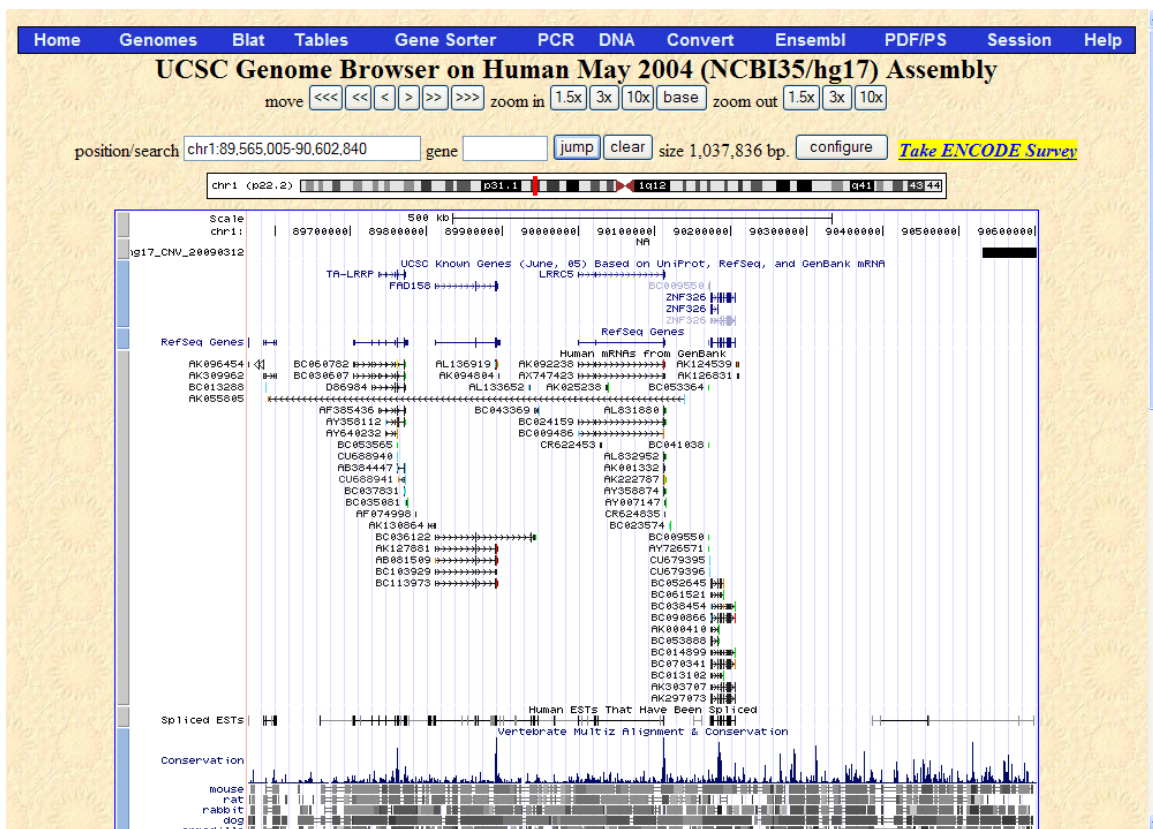 Home Genomes Blat Tables Gene Sorter PCR DNA Convert Ensembl PDF/PS Session Help
UCSC Genome Browser on Human May 2004 (NCBI35/hg17) Assembly
move <<< << < > >> >>> zoom in 1.5x 3x 10x base zoom out 1.5x 3x 10x
position/search chr1:89,565,005-90,602,840 gene jump clear size 1,037,836 bp. configure Take ENCODE Survey
chr1 (p22.2) p31.1 1q12 q41 43 44
Scale 500 kb
chr1: 89700000 89800000 89900000 90000000 90100000 90200000 90300000 90400000 90500000 90600000
NA
hg17_CNV_20090312
UCSC Known Genes (June, 05) Based on UniProt, RefSeq, and GenBank mRNA
TA-LRRP LRRC5
FAD158 BC009550
ZNF326
ZNF326
ZNF326
RefSeq Genes
RefSeq Genes
Human mRNAs from GenBank
AK096454 BC060782 AL136919 AK092238 AK124539
AK309962 BC030607 AK094804 AX747423 AK126831
BC013288 D86984 AL133652 AK025238 BC053364
AK055805
AF385436 BC043369 AL831880
AY358112 BC024159
AY640232 BC009486
BC053565 CR622453 BC041038
CU688940 AL832952
AB384447 AK001332
CU688941 AK222787
BC037831 AY358874
BC035081 AY007147
AF074998 CR624835
AK130864 BC023574
BC036122 BC009550
AK127881 AY726571
AB081509 CU679395
BC103929 CU679396
BC113973 BC052645
BC061521
BC038454
BC090866
AK000410
BC053888
BC014899
BC070341
BC013102
AK303707
AK297073
Human ESTs That Have Been Spliced
Spliced ESTs
Vertebrate Multiz Alignment & Conservation
Conservation
mouse
rat
rabbit
dog